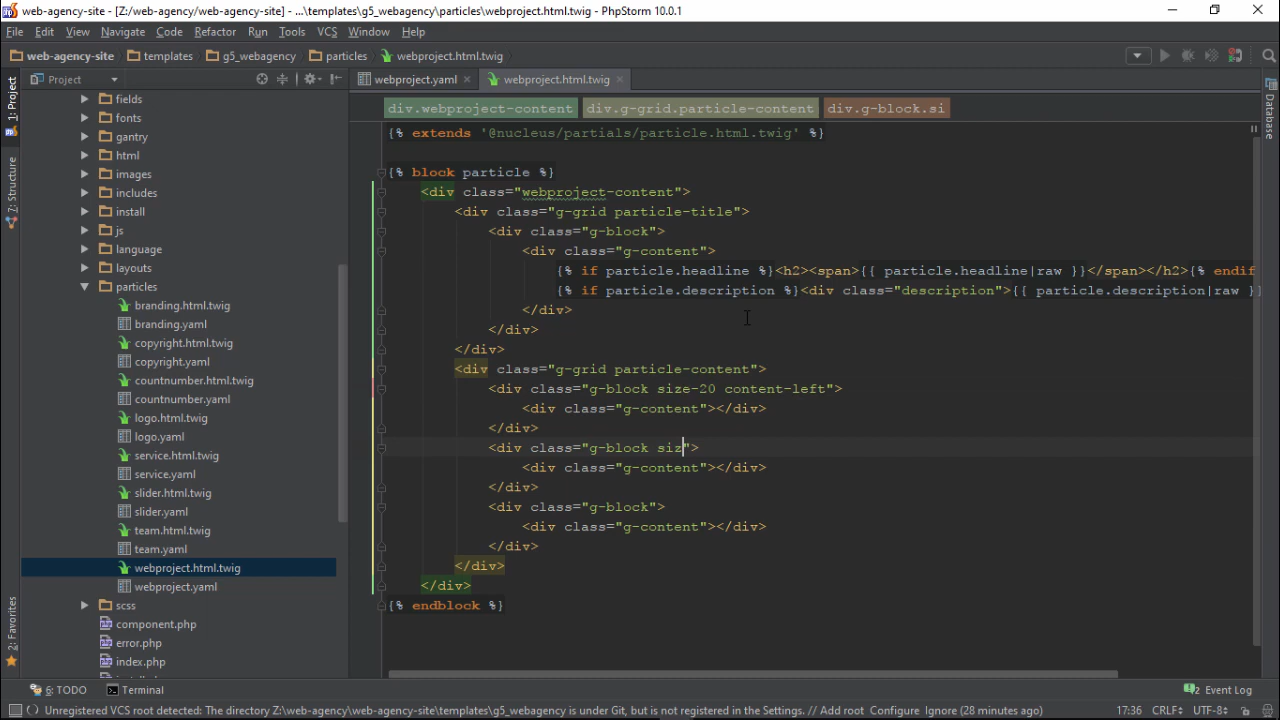 web-agency-site - [Z:/web-agency/web-agency-site] - ...\templates\g5_webagency\particles\webproject.html.twig - PhpStorm 10.0.1
File Edit View Navigate Code Refactor Run Tools VCS Window Help
web-agency-site templates g5_webagency particles webproject.html.twig
1: Project
7: Structure
2: Favorites
Project
fields
fonts
gantry
html
images
includes
install
js
language
layouts
particles
branding.html.twig
branding.yaml
copyright.html.twig
copyright.yaml
countnumber.html.twig
countnumber.yaml
logo.html.twig
logo.yaml
service.html.twig
service.yaml
slider.html.twig
slider.yaml
team.html.twig
team.yaml
webproject.html.twig
webproject.yaml
scss
component.php
error.php
index.php
webproject.yaml webproject.html.twig
div.webproject-content div.g-grid.particle-content div.g-block.si
{% extends '@nucleus/partials/particle.html.twig' %}
{% block particle %}
<div class="webproject-content">
<div class="g-grid particle-title">
<div class="g-block">
<div class="g-content">
{% if particle.headline %}<h2><span>{{ particle.headline|raw }}</span></h2>{% endif
{% if particle.description %}<div class="description">{{ particle.description|raw }
</div>
</div>
</div>
<div class="g-grid particle-content">
<div class="g-block size-20 content-left">
<div class="g-content"></div>
</div>
<div class="g-block siz">
<div class="g-content"></div>
</div>
<div class="g-block">
<div class="g-content"></div>
</div>
</div>
</div>
{% endblock %}
Database
6: TODO Terminal 2 Event Log
Unregistered VCS root detected: The directory Z:\web-agency\web-agency-site\templates\g5_webagency is under Git, but is not registered in the Settings. // Add root Configure Ignore (28 minutes ago) 17:36 CRLF÷ UTF-8÷